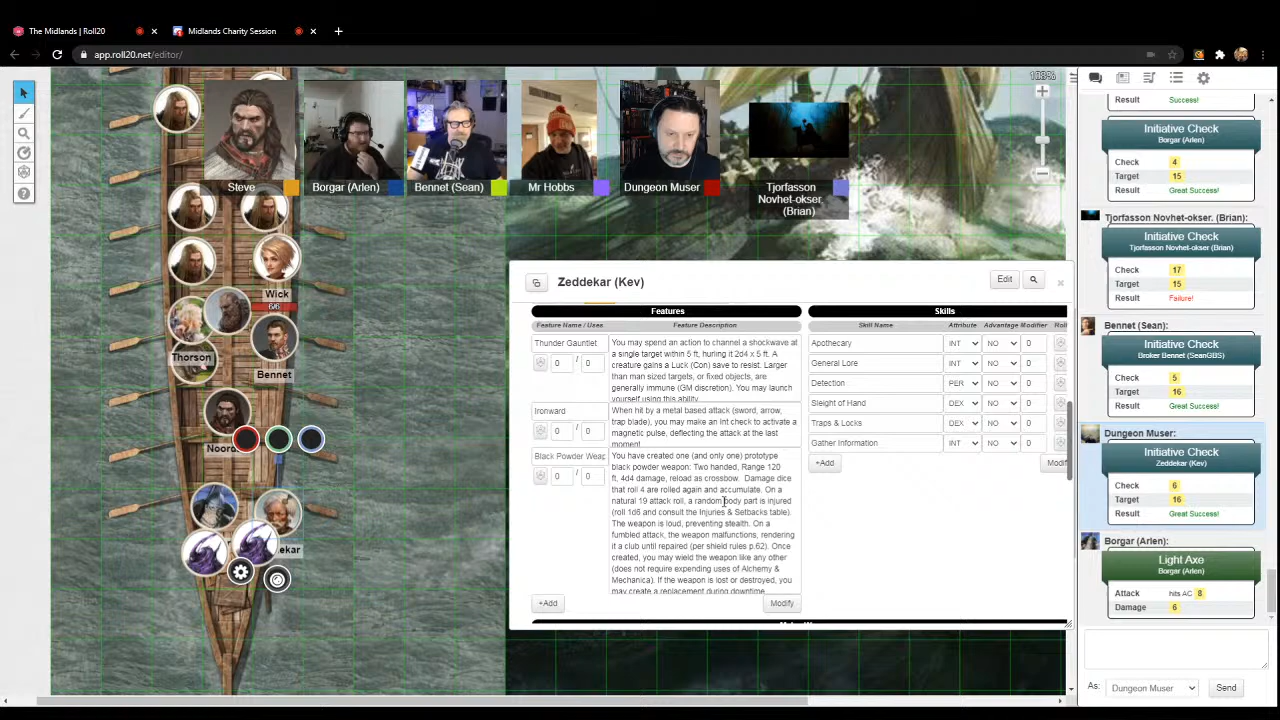 The Midlands | Roll20
Midlands Charity Session
app.roll20.net/editor/
103%
Steve
Borgar (Arlen)
Bennet (Sean)
Mr Hobbs
Dungeon Muser
Tjorfasson
Novhet-okser.
(Brian)
Wick
6/6
Thorson
Bennet
Noord
ekar
Zeddekar (Kev)
Edit
Features
Feature Name / Uses
Feature Description
Thunder Gauntlet
0 / 0
You may spend an action to channel a shockwave at
a single target within 5 ft, hurling it 2d4 x 5 ft. A
creature gains a Luck (Con) save to resist. Larger
than man sized targets, or fixed objects, are
generally immune (GM discretion). You may launch
yourself using this ability.
Ironward
0 / 0
When hit by a metal based attack (sword, arrow,
trap blade), you may make an Int check to activate a
magnetic pulse, deflecting the attack at the last
moment.
Black Powder Weap
0 / 0
You have created one (and only one) prototype
black powder weapon: Two handed, Range 120
ft, 4d4 damage, reload as crossbow. Damage dice
that roll 4 are rolled again and accumulate. On a
natural 19 attack roll, a random body part is injured
(roll 1d6 and consult the Injuries & Setbacks table).
The weapon is loud, preventing stealth. On a
fumbled attack, the weapon malfunctions, rendering
it a club until repaired (per shield rules p.62). Once
created, you may wield the weapon like any other
(does not require expending uses of Alchemy &
Mechanica). If the weapon is lost or destroyed, you
may create a replacement during downtime.
+Add
Modify
Skills
Skill Name
Attribute
Advantage
Modifier
Roll
Apothecary INT NO 0
General Lore INT NO 0
Detection PER NO 0
Sleight of Hand DEX NO 0
Traps & Locks DEX NO 0
Gather Information INT NO 0
+Add
Modif
Result Success!
Initiative Check
Borgar (Arlen)
Check 4
Target 15
Result Great Success!
Tjorfasson Novhet-okser. (Brian):
Initiative Check
Tjorfasson Novhet-okser. (Brian)
Check 17
Target 15
Result Failure!
Bennet (Sean):
Initiative Check
Broker Bennet (SeanGBS)
Check 5
Target 16
Result Great Success!
Dungeon Muser:
Initiative Check
Zeddekar (Kev)
Check 6
Target 16
Result Great Success!
Borgar (Arlen):
Light Axe
Borgar (Arlen)
Attack hits AC 8
Damage 6
As:
Dungeon Muser
Send